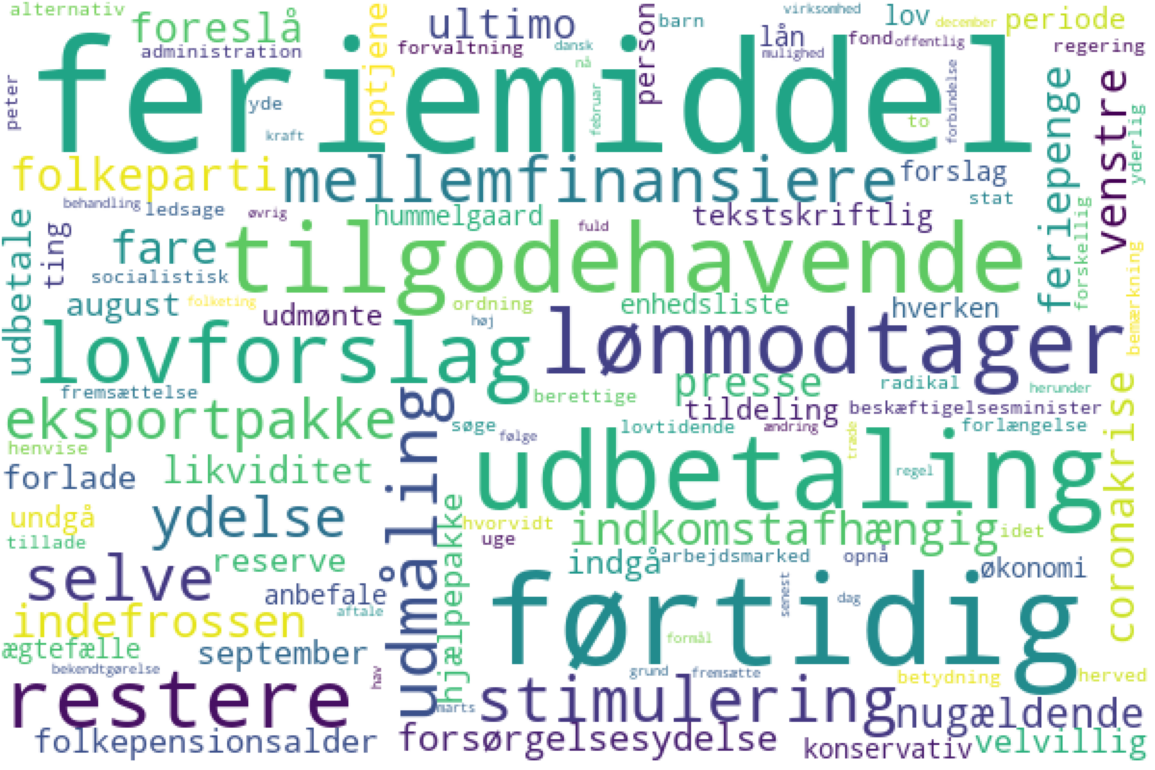 alternativ
foreslå
ultimo
barn
virksomhed
lov
december
periode
administration
forvaltning
dansk
lån
mulighed
fond
offentlig
regering
feriemiddel
optjene
person
nå
peter
yde
kraft
februar
to
forbindelse
feriepenge
venstre
yderlig
folkeparti
mellemfinansiere
forslag
stat
behandling
ledsage
øvrig
hummelgaard
fuld
tekstskriftlig
forskellig
udbetale
ting
fare
tilgodehavende
socialistisk
august
folketing
udmønte
ordning
høj
enhedsliste
hverken
bemærkning
lovforslag
lønmodtager
fremsættelse
berettige
presse
radikal
herunder
eksportpakke
udmåling
tildeling
beskæftigelsesminister
søge
følge
lovtidende
ændring
træde
forlængelse
coronakrise
henvise
forlade
likviditet
udbetaling
regel
undgå
ydelse
hjælpepakke
hvorvidt
indkomstafhængig
idet
tillade
uge
selve
reserve
indgå
arbejdsmarked
opnå
økonomi
anbefale
aftale
førtidig
senest
dag
indefrossen
formål
ægtefælle
september
bekendtgørelse
hav
grund
fremsætte
betydning
herved
restere
marts
stimulering
nugældende
folkepensionsalder
forsørgelsesydelse
konservativ
velvillig